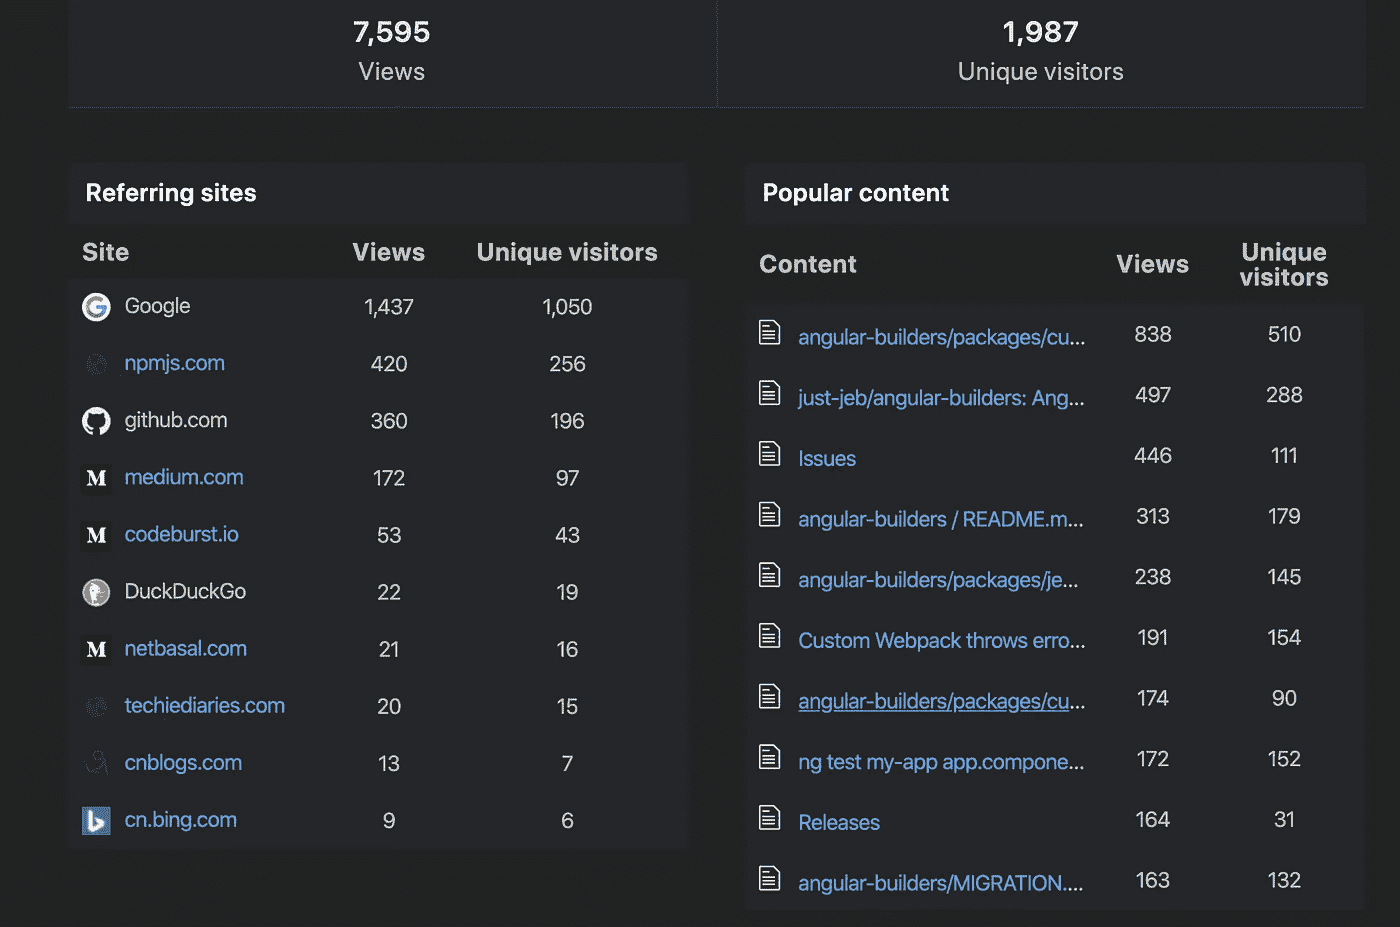 7,595
Views
1,987
Unique visitors
Referring sites
Site Views Unique visitors
Google 1,437 1,050
npmjs.com 420 256
github.com 360 196
medium.com 172 97
codeburst.io 53 43
DuckDuckGo 22 19
netbasal.com 21 16
techiediaries.com 20 15
cnblogs.com 13 7
cn.bing.com 9 6
Popular content
Content Views Unique visitors
angular-builders/packages/cu... 838 510
just-jeb/angular-builders: Ang... 497 288
Issues 446 111
angular-builders / README.m... 313 179
angular-builders/packages/je... 238 145
Custom Webpack throws erro... 191 154
angular-builders/packages/cu... 174 90
ng test my-app app.compone... 172 152
Releases 164 31
angular-builders/MIGRATION.... 163 132